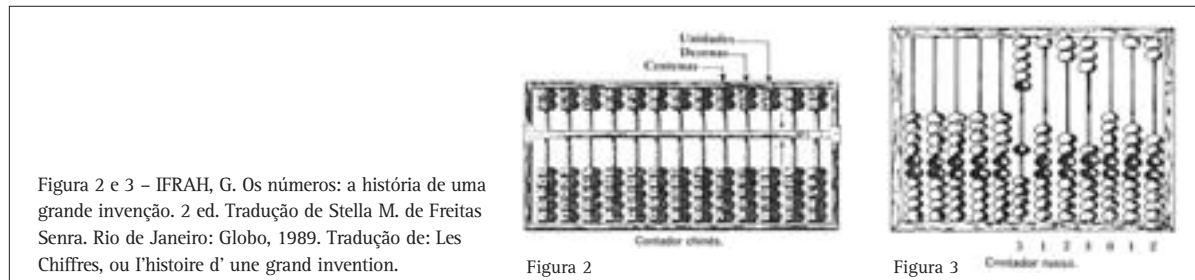 Figura 2 e 3 – IFRAH, G. Os números: a história de uma
grande invenção. 2 ed. Tradução de Stella M. de Freitas
Senra. Rio de Janeiro: Globo, 1989. Tradução de: Les
Chiffres, ou I'histoire d' une grand invention.
Unidades
Dezenas
Centenas
Contador chinês.
Figura 2
1 2 3 0 1 2
Contador russo.
Figura 3